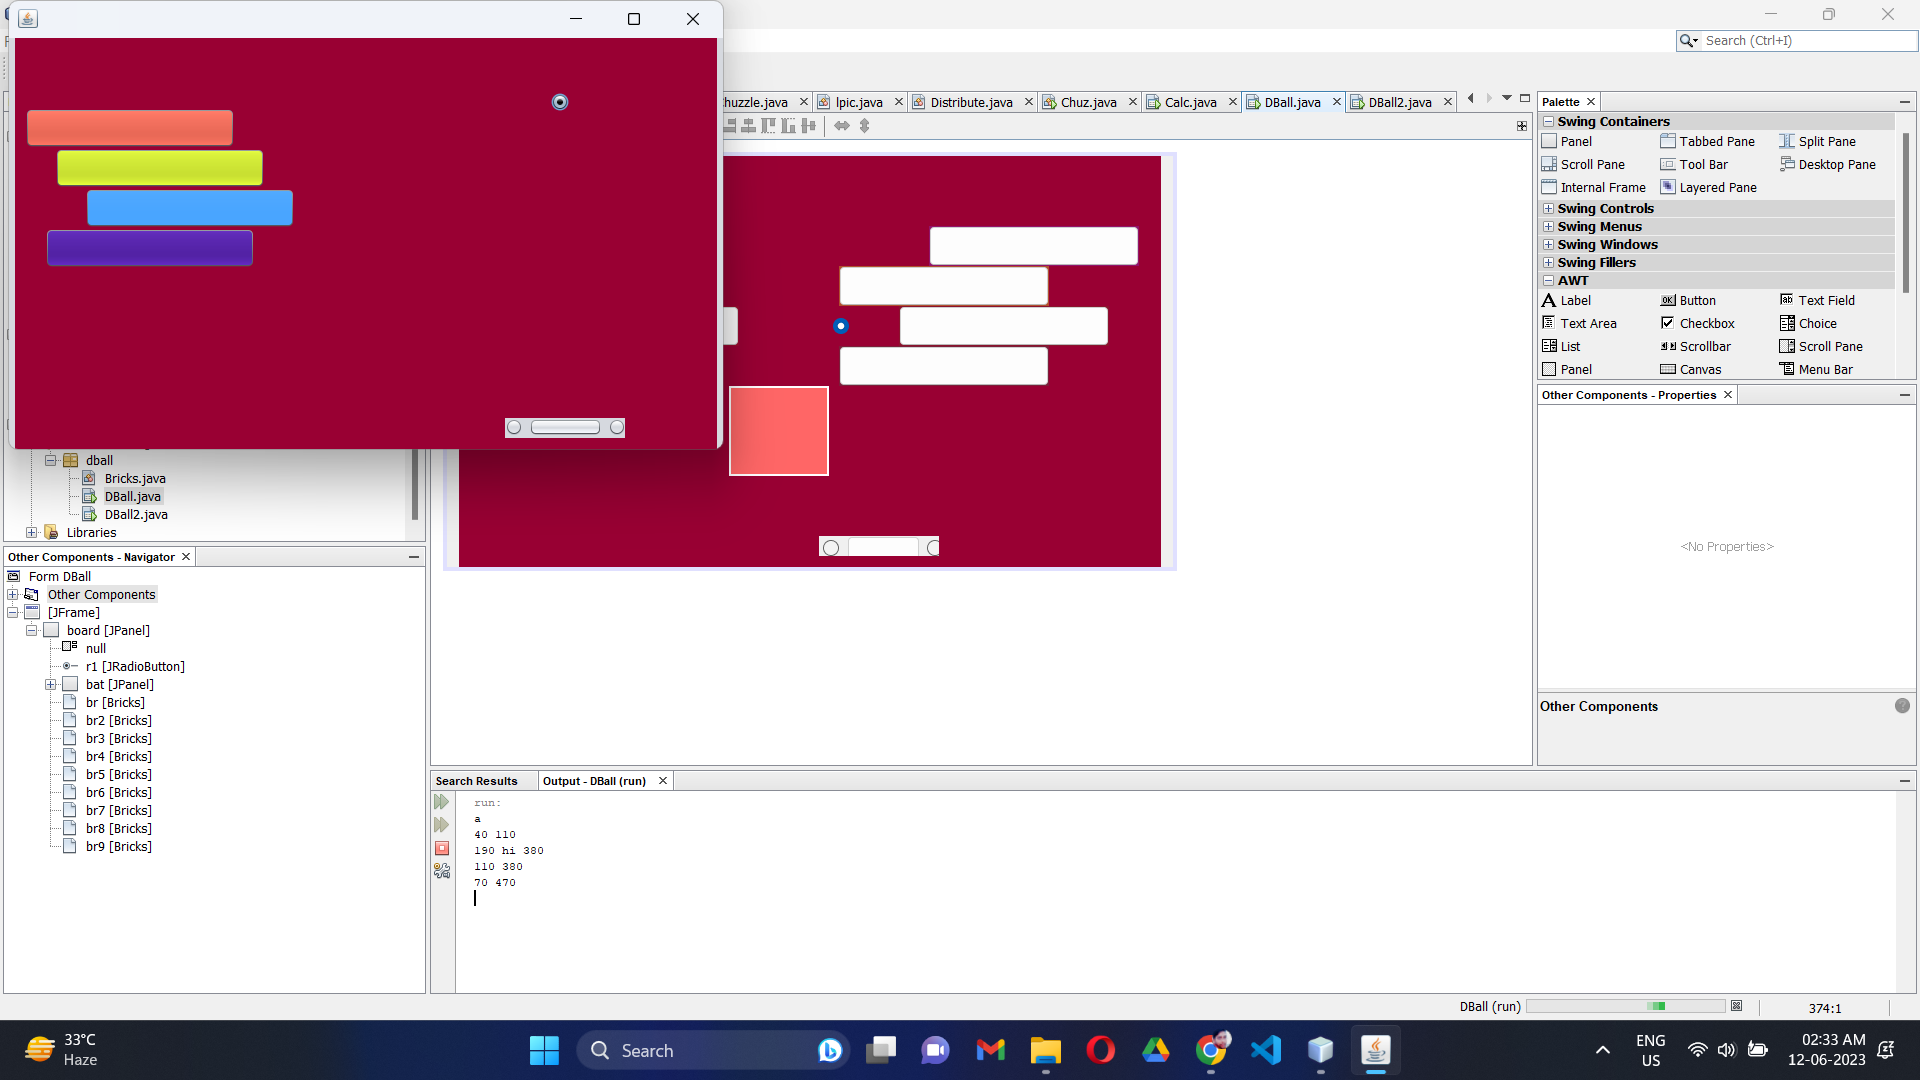 Search (Ctrl+I)
huzzle.java
lpic.java
Distribute.java
Chuz.java
Calc.java
DBall.java
DBall2.java
Palette
Swing Containers
Panel
Tabbed Pane
Split Pane
Scroll Pane
Tool Bar
Desktop Pane
Internal Frame
Layered Pane
Swing Controls
Swing Menus
Swing Windows
Swing Fillers
AWT
Label
Button
Text Field
Text Area
Checkbox
Choice
List
Scrollbar
Scroll Pane
Panel
Canvas
Menu Bar
Other Components - Properties
<No Properties>
Other Components
dball
Bricks.java
DBall.java
DBall2.java
Libraries
Other Components - Navigator
Form DBall
Other Components
[JFrame]
board [JPanel]
null
r1 [JRadioButton]
bat [JPanel]
br [Bricks]
br2 [Bricks]
br3 [Bricks]
br4 [Bricks]
br5 [Bricks]
br6 [Bricks]
br7 [Bricks]
br8 [Bricks]
br9 [Bricks]
Search Results
Output - DBall (run)
run:
a
40 110
190 hi 380
110 380
70 470
DBall (run)
374:1
33°C
Haze
Search
ENG
US
02:33 AM
12-06-2023